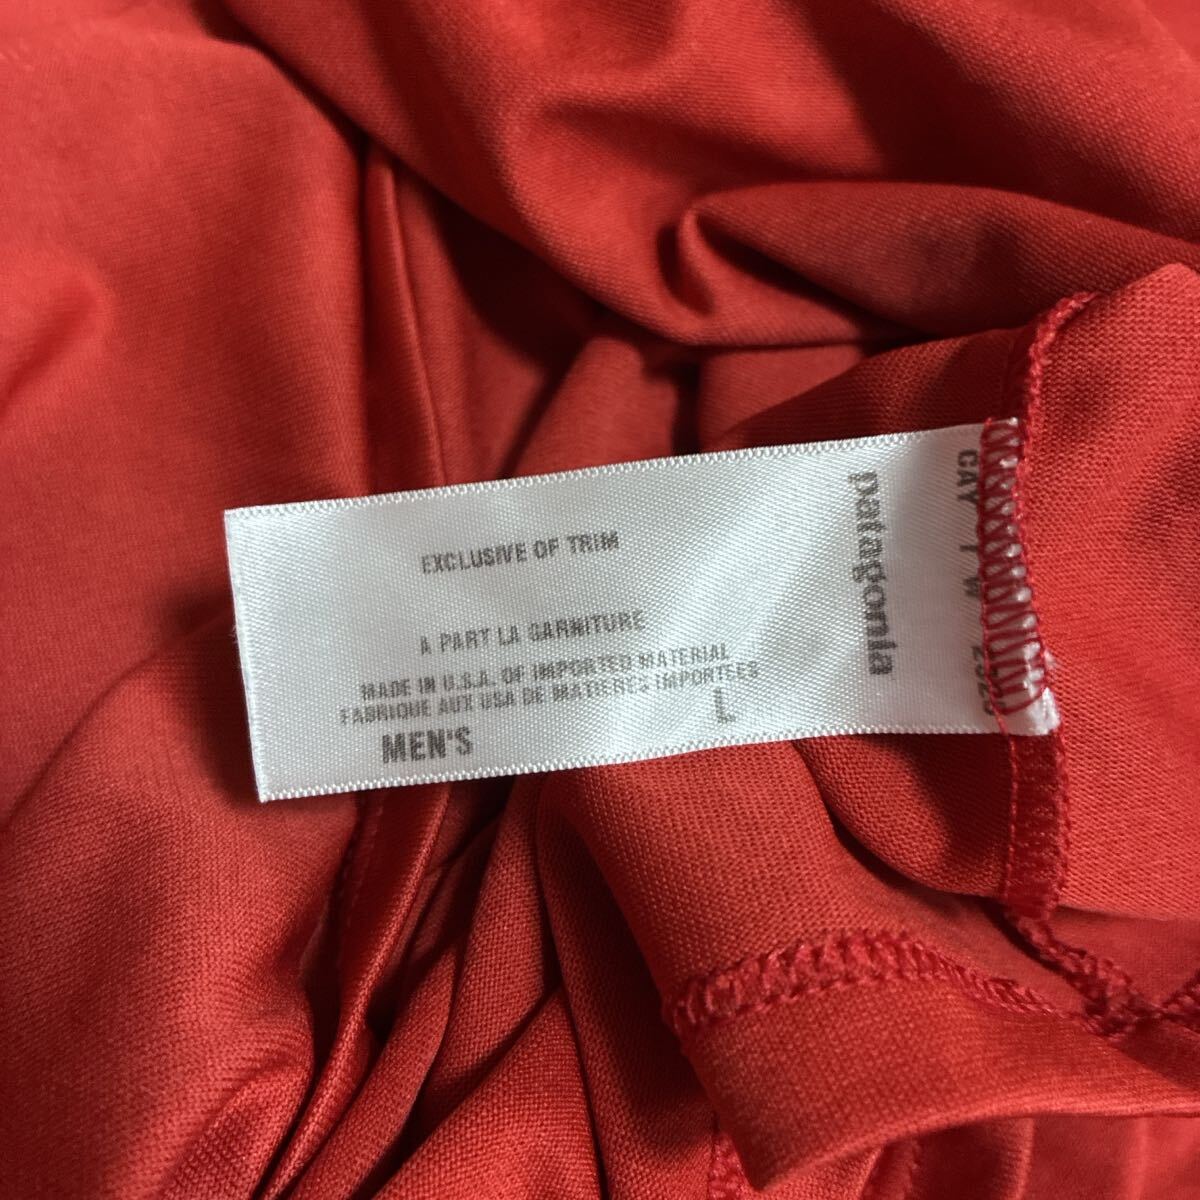 EXCLUSIVE OF TRIM
A PART LA GARNITURE
MADE IN U.S.A. OF IMPORTED MATERIAL
FABRIQUE AUX USA DE MATIERES IMPORTEES
MEN'S L
patagonia
CAY